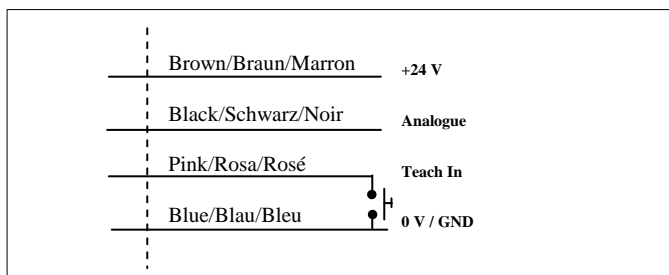 Brown/Braun/Marron +24 V
Black/Schwarz/Noir Analogue
Pink/Rosa/Rosé Teach In
Blue/Blau/Bleu 0 V / GND